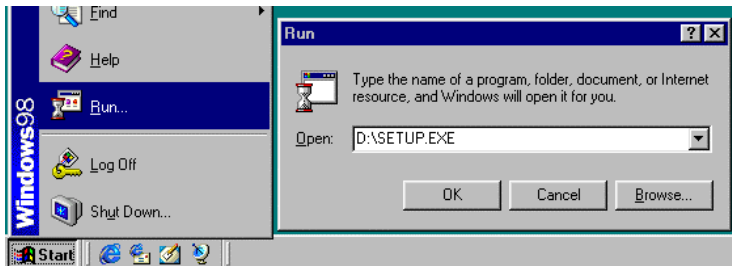 Find
Help
Run...
Log Off
Shut Down...
Windows98
Start
Run
Type the name of a program, folder, document, or Internet
resource, and Windows will open it for you.
Open: D:\SETUP.EXE
OK Cancel Browse...